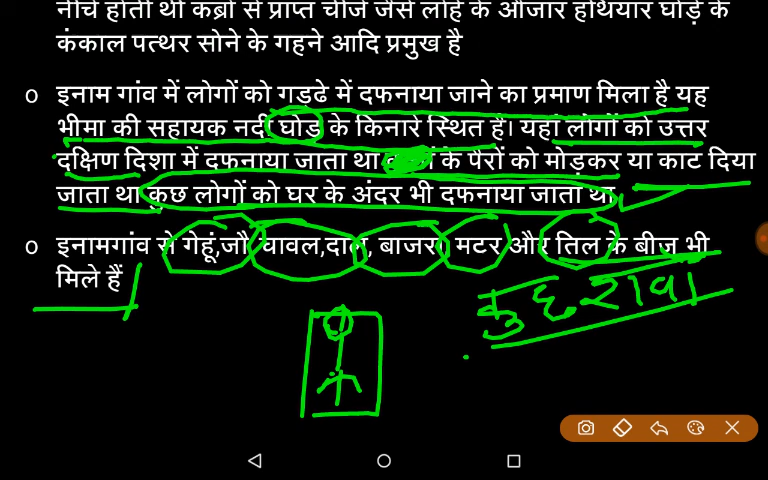 नीचे होती थी कब्रों से प्राप्त चीजें जैसे लोहे के औजार हथियार घोड़े के
कंकाल पत्थर सोने के गहने आदि प्रमुख है
o इनाम गांव में लोगों को गड्ढे में दफनाया जाने का प्रमाण मिला है यह
भीमा की सहायक नदी घोड़ के किनारे स्थित है। यहां लोगों को उत्तर
दक्षिण दिशा में दफनाया जाता था के पैरों को मोड़कर या काट दिया
जाता था कुछ लोगों को घर के अंदर भी दफनाया जाता था
o इनामगांव से गेहूं,जौ चावल,दाल, बाजरा मटर और तिल के बीज भी
मिले हैं